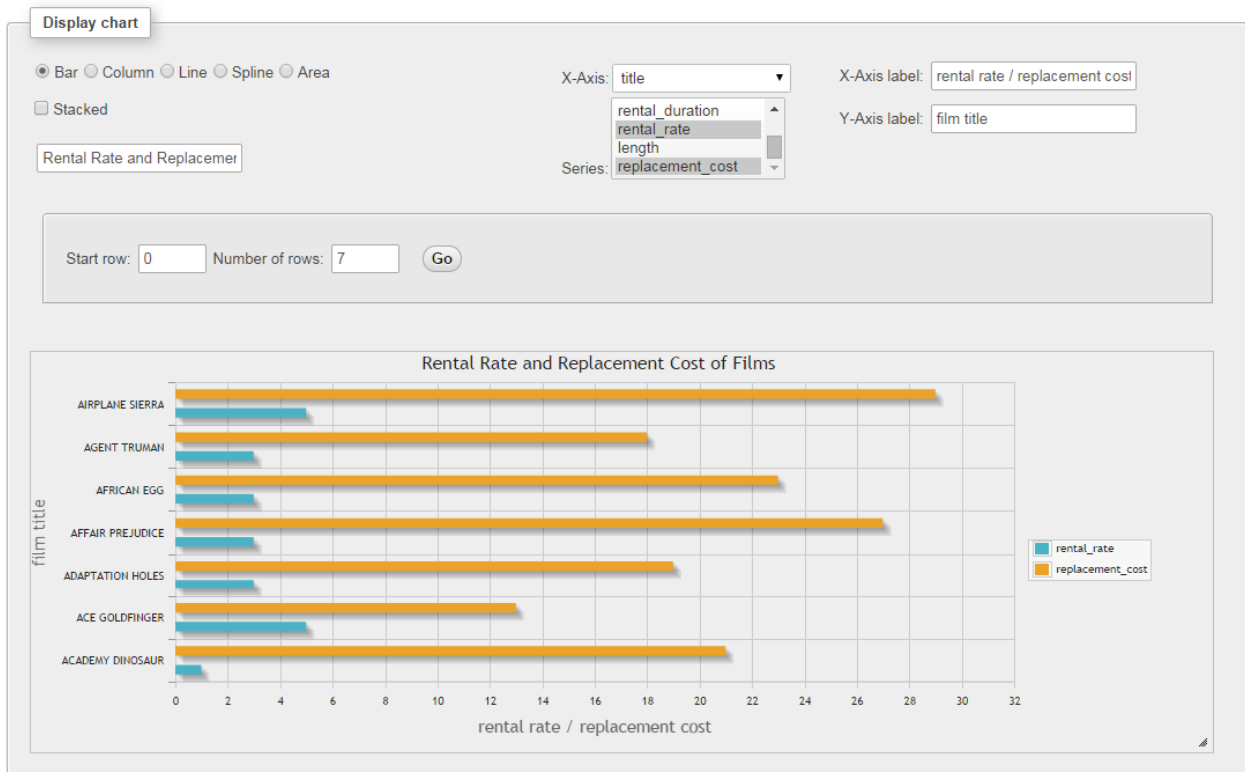 Display chart
Bar Column Line Spline Area
X-Axis: title
X-Axis label: rental rate / replacement cost
Stacked
rental_duration
rental_rate
length
replacement_cost
Y-Axis label: film title
Rental Rate and Replacemen
Series:
Start row: 0 Number of rows: 7 Go
Rental Rate and Replacement Cost of Films
film title
AIRPLANE SIERRA
AGENT TRUMAN
AFRICAN EGG
AFFAIR PREJUDICE
ADAPTATION HOLES
ACE GOLDFINGER
ACADEMY DINOSAUR
0 2 4 6 8 10 12 14 16 18 20 22 24 26 28 30 32
rental rate / replacement cost
rental_rate
replacement_cost